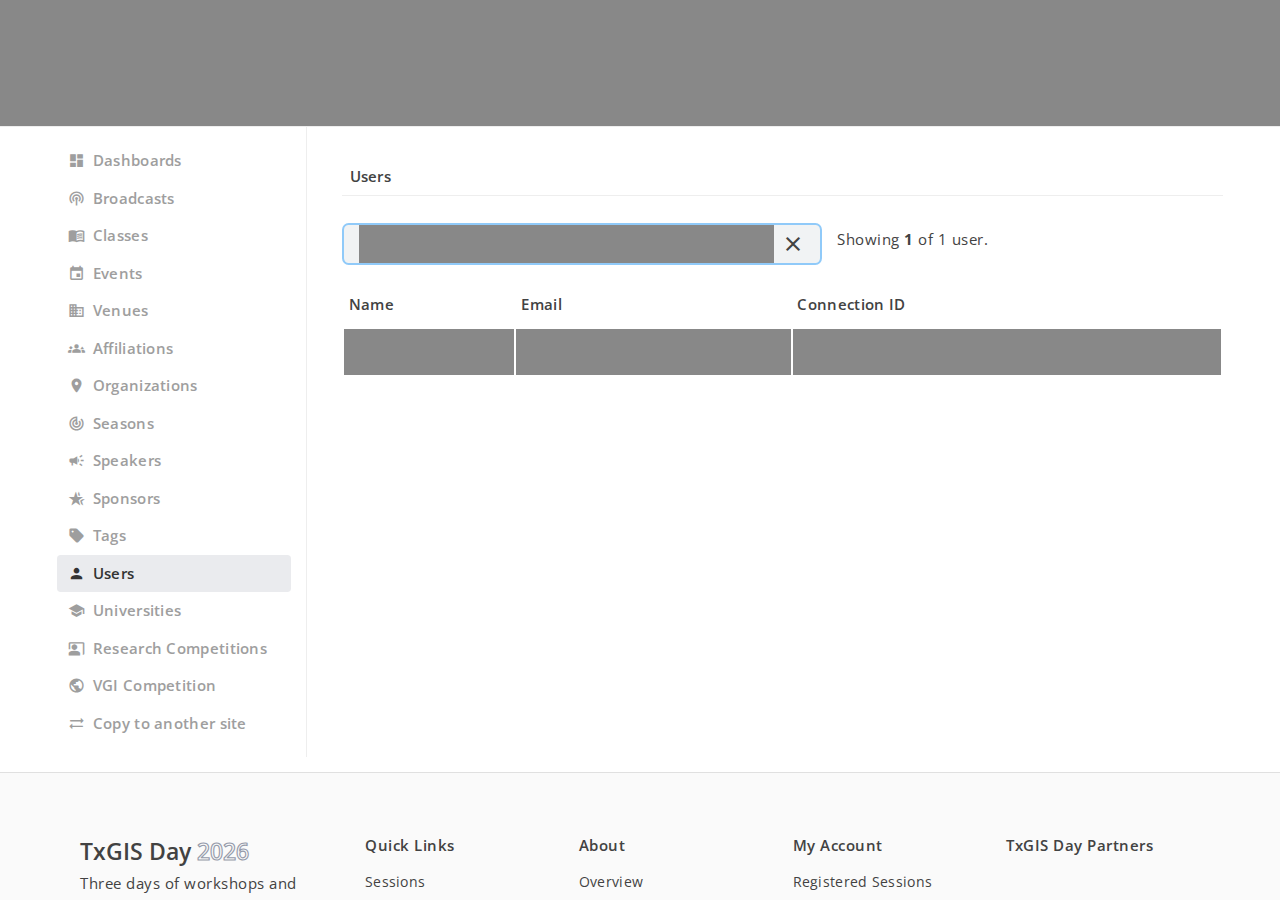 Dashboards
Broadcasts
Classes
Events
Venues
Affiliations
Organizations
Seasons
Speakers
Sponsors
Tags
Users
Universities
Research Competitions
VGI Competition
Copy to another site
Users
Showing 1 of 1 user.
Name Email Connection ID
TxGIS Day 2026
Three days of workshops and
Quick Links
Sessions
About
Overview
My Account
Registered Sessions
TxGIS Day Partners